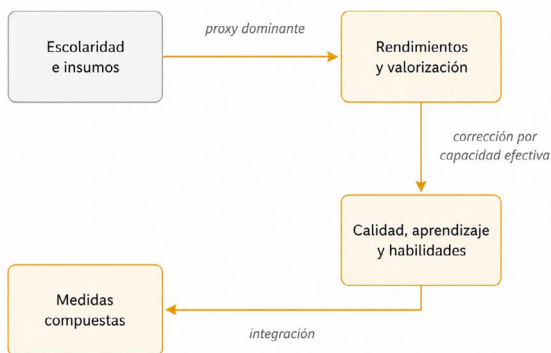 Escolaridad
e insumos
proxy dominante
Rendimientos
y valorización
corrección por
capacidad efectiva
Calidad, aprendizaje
y habilidades
integración
Medidas
compuestas